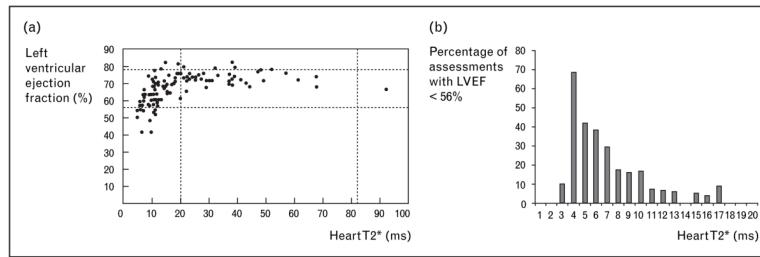 (a)
Left
ventricular
ejection
fraction (%)
90
80
70
60
50
40
30
20
10
0 10 20 30 40 50 60 70 80 90 100
Heart T2* (ms)
(b)
Percentage of
assessments
with LVEF
< 56%
80
70
60
50
40
30
20
10
0
1 2 3 4 5 6 7 8 9 10 11 12 13 14 15 16 17 18 19 20
Heart T2* (ms)